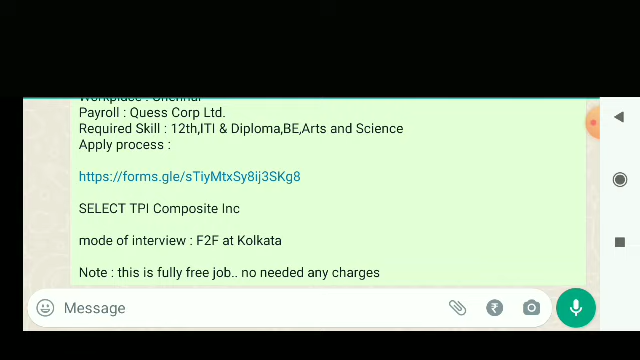 Workplace : Chennai
Payroll : Quess Corp Ltd.
Required Skill : 12th,ITI & Diploma,BE,Arts and Science
Apply process :
https://forms.gle/sTiyMtxSy8ij3SKg8
SELECT TPI Composite Inc
mode of interview : F2F at Kolkata
Note : this is fully free job.. no needed any charges
Message